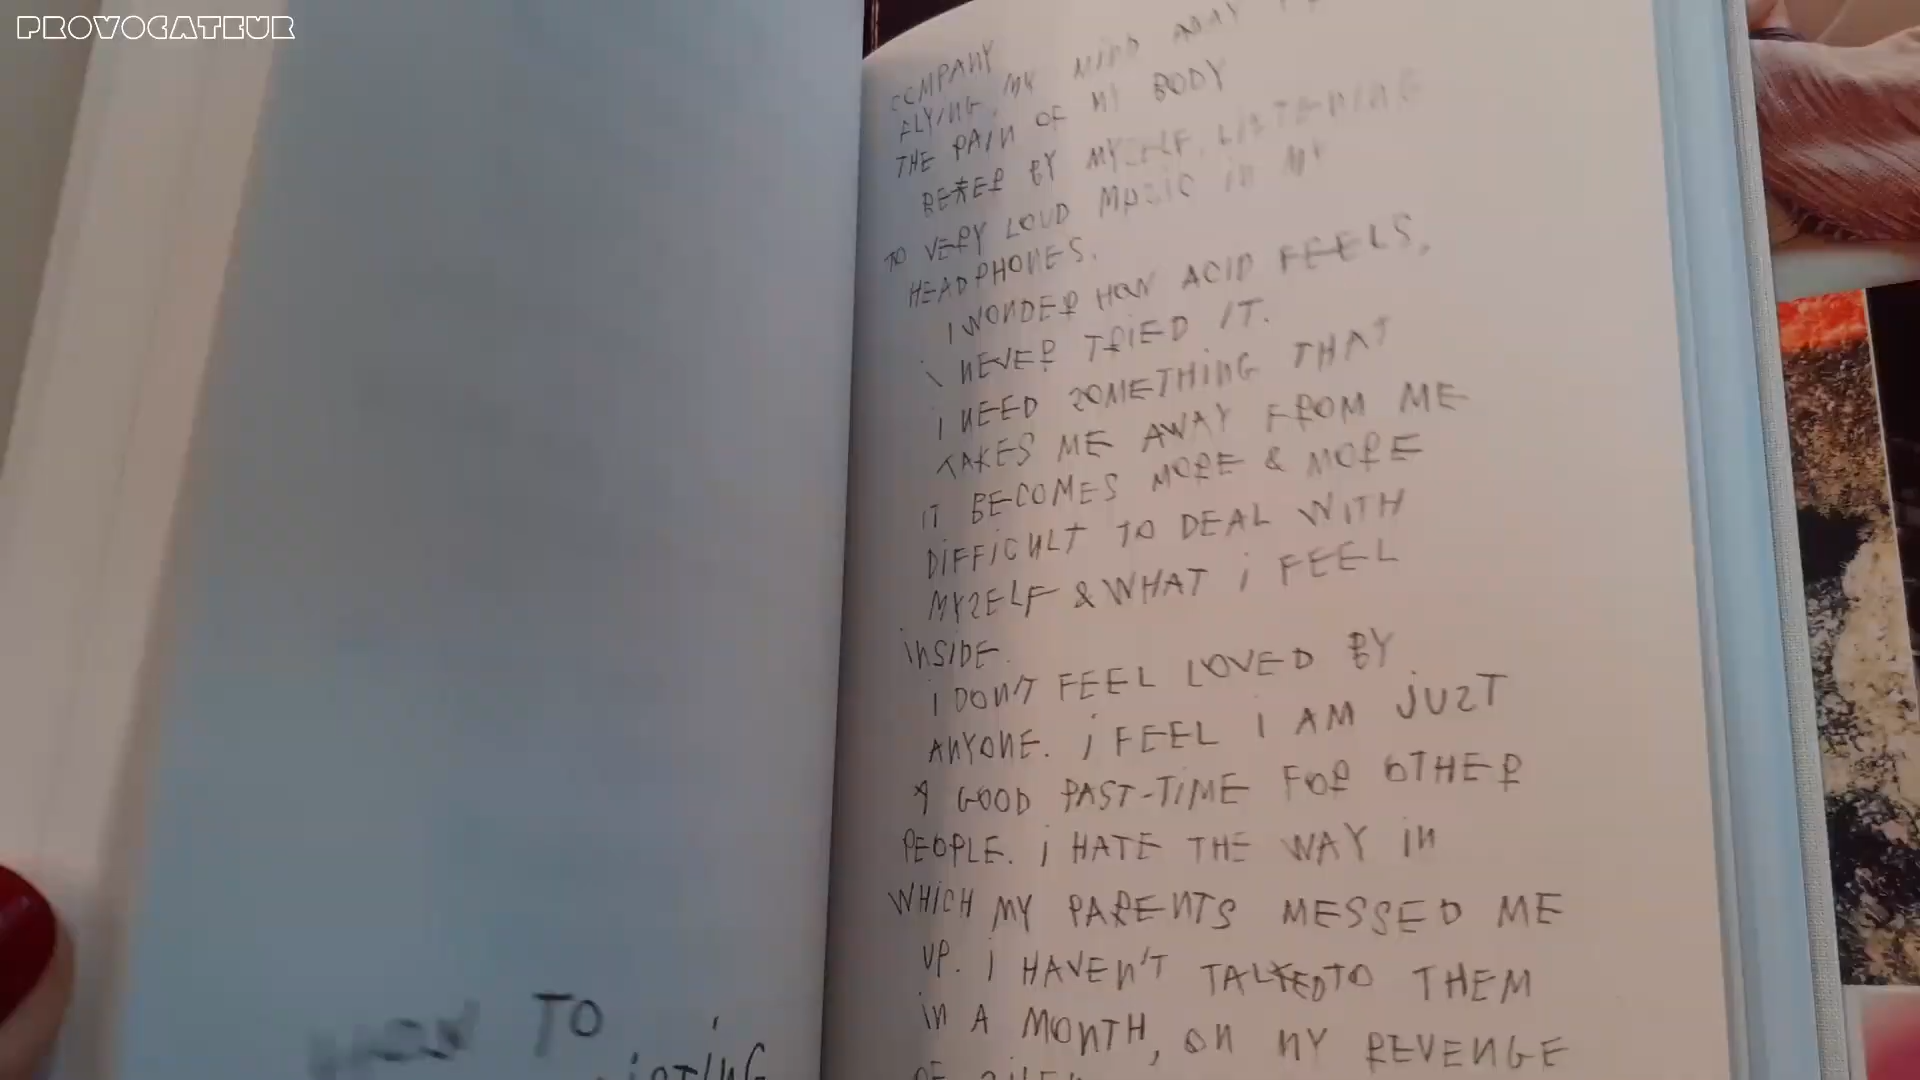 PROVOCATEUR
COMPANY
FLYING, MY MIND AWAY
THE PAIN OF MY BODY
BY MYSELF, LISTENING
TO VERY LOUD MUSIC IN MY
HEADPHONES.
I WONDER HOW ACID FEELS,
I NEVER TRIED IT.
I NEED SOMETHING THAT
TAKES ME AWAY FROM ME
IT BECOMES MORE & MORE
DIFFICULT TO DEAL WITH
MYSELF & WHAT I FEEL
INSIDE.
I DON'T FEEL LOVED BY
ANYONE. I FEEL I AM JUST
A GOOD PAST-TIME FOR OTHER
PEOPLE. I HATE THE WAY IN
WHICH MY PARENTS MESSED ME
UP. I HAVEN'T TALKED TO THEM
IN A MONTH, ON MY REVENGE
OF
TO